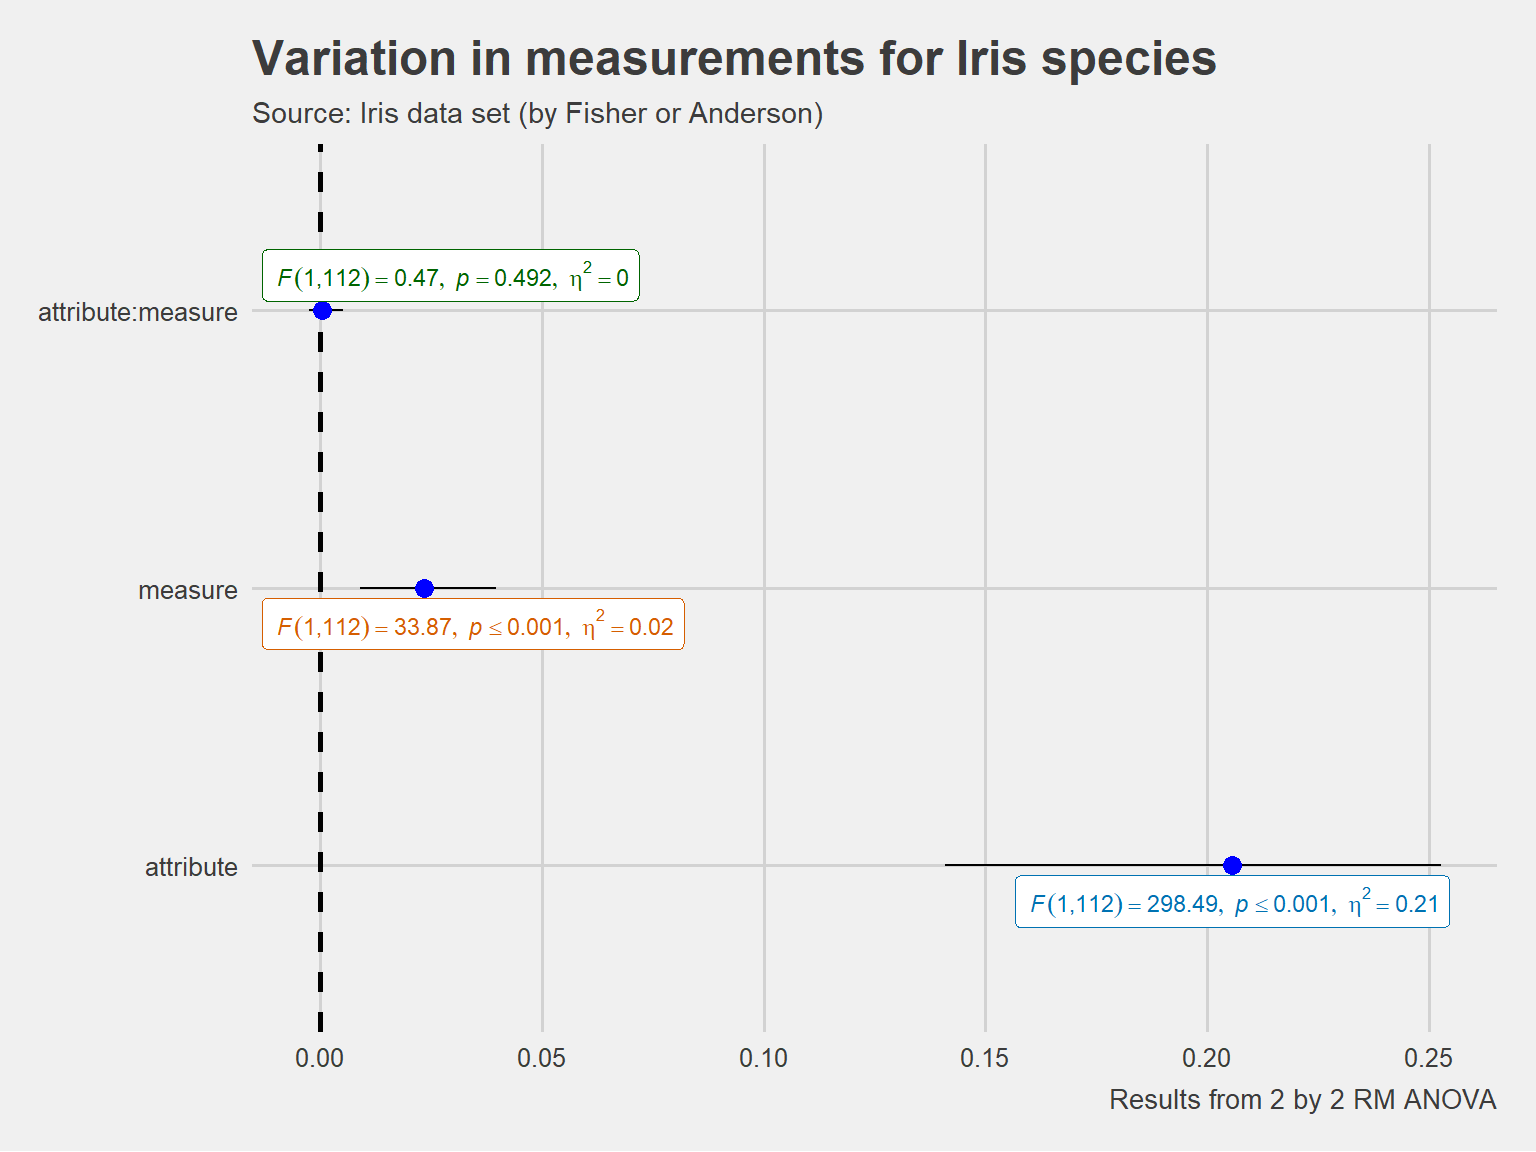 Variation in measurements for Iris species
Source: Iris data set (by Fisher or Anderson)
attribute:measure
F(1,112) = 0.47, p = 0.492, η² = 0
measure
F(1,112) = 33.87, p ≤ 0.001, η² = 0.02
attribute
F(1,112) = 298.49, p ≤ 0.001, η² = 0.21
0.00 0.05 0.10 0.15 0.20 0.25
Results from 2 by 2 RM ANOVA